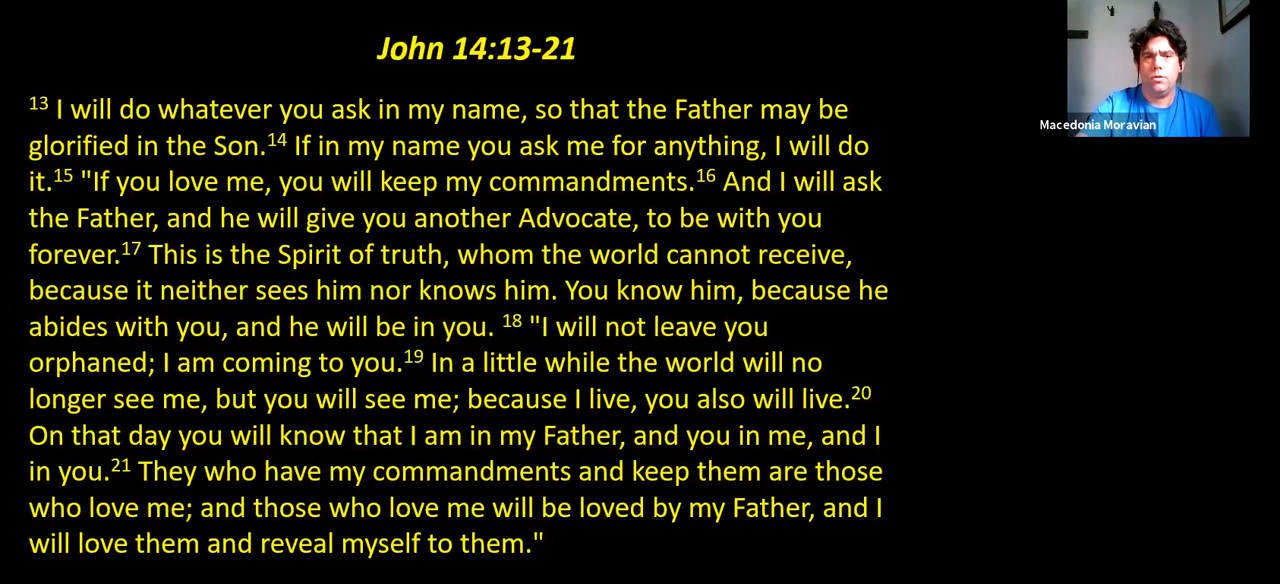 John 14:13-21
13 I will do whatever you ask in my name, so that the Father may be
glorified in the Son.14 If in my name you ask me for anything, I will do
it.15 "If you love me, you will keep my commandments.16 And I will ask
the Father, and he will give you another Advocate, to be with you
forever.17 This is the Spirit of truth, whom the world cannot receive,
because it neither sees him nor knows him. You know him, because he
abides with you, and he will be in you. 18 "I will not leave you
orphaned; I am coming to you.19 In a little while the world will no
longer see me, but you will see me; because I live, you also will live.20
On that day you will know that I am in my Father, and you in me, and I
in you.21 They who have my commandments and keep them are those
who love me; and those who love me will be loved by my Father, and I
will love them and reveal myself to them."
Macedonia Moravian